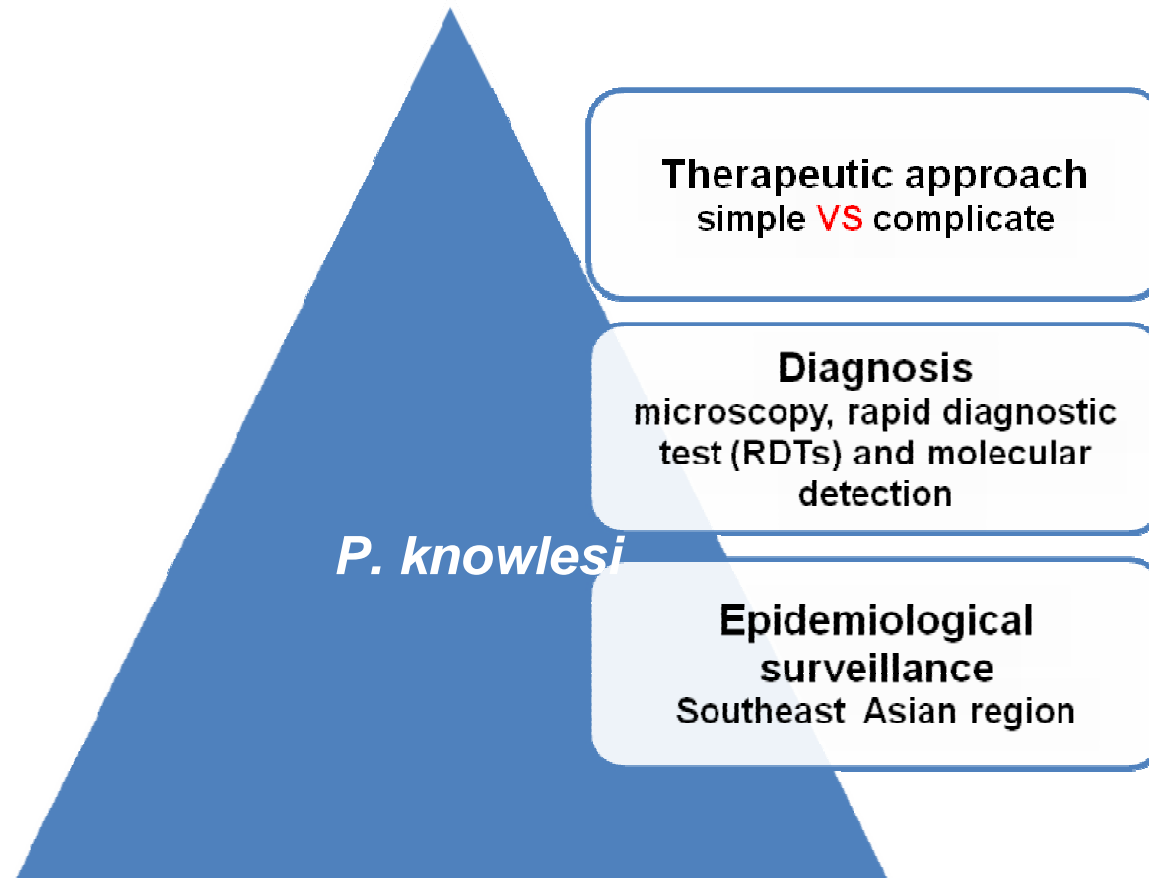 Therapeutic approach
simple VS complicate
Diagnosis
microscopy, rapid diagnostic
test (RDTs) and molecular
detection
P. knowlesi
Epidemiological
surveillance
Southeast Asian region